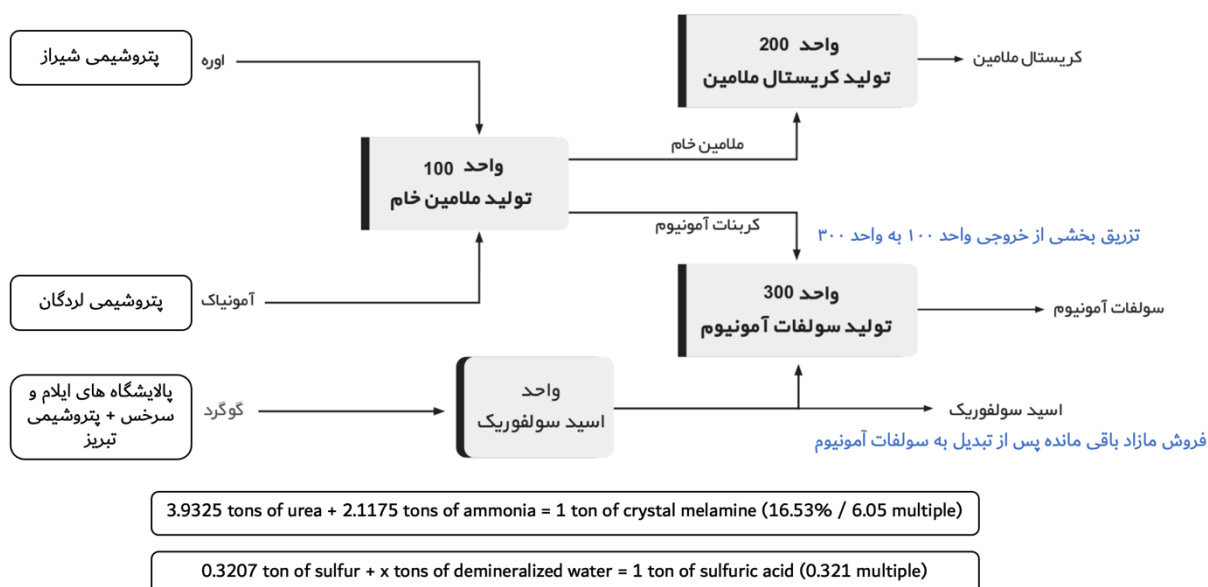 پتروشیمی شیراز
اوره
واحد 200
تولید کریستال ملامین
کریستال ملامین
ملامین خام
واحد 100
تولید ملامین خام
کربنات آمونیوم
تزریق بخشی از خروجی واحد ۱۰۰ به واحد ۳۰۰
پتروشیمی لردگان
آمونیاک
واحد 300
تولید سولفات آمونیوم
سولفات آمونیوم
پالایشگاه های ایلام و
سرخس + پتروشیمی
تبریز
گوگرد
واحد
اسید سولفوریک
اسید سولفوریک
فروش مازاد باقی مانده پس از تبدیل به سولفات آمونیوم
3.9325 tons of urea + 2.1175 tons of ammonia = 1 ton of crystal melamine (16.53% / 6.05 multiple)
0.3207 ton of sulfur + x tons of demineralized water = 1 ton of sulfuric acid (0.321 multiple)